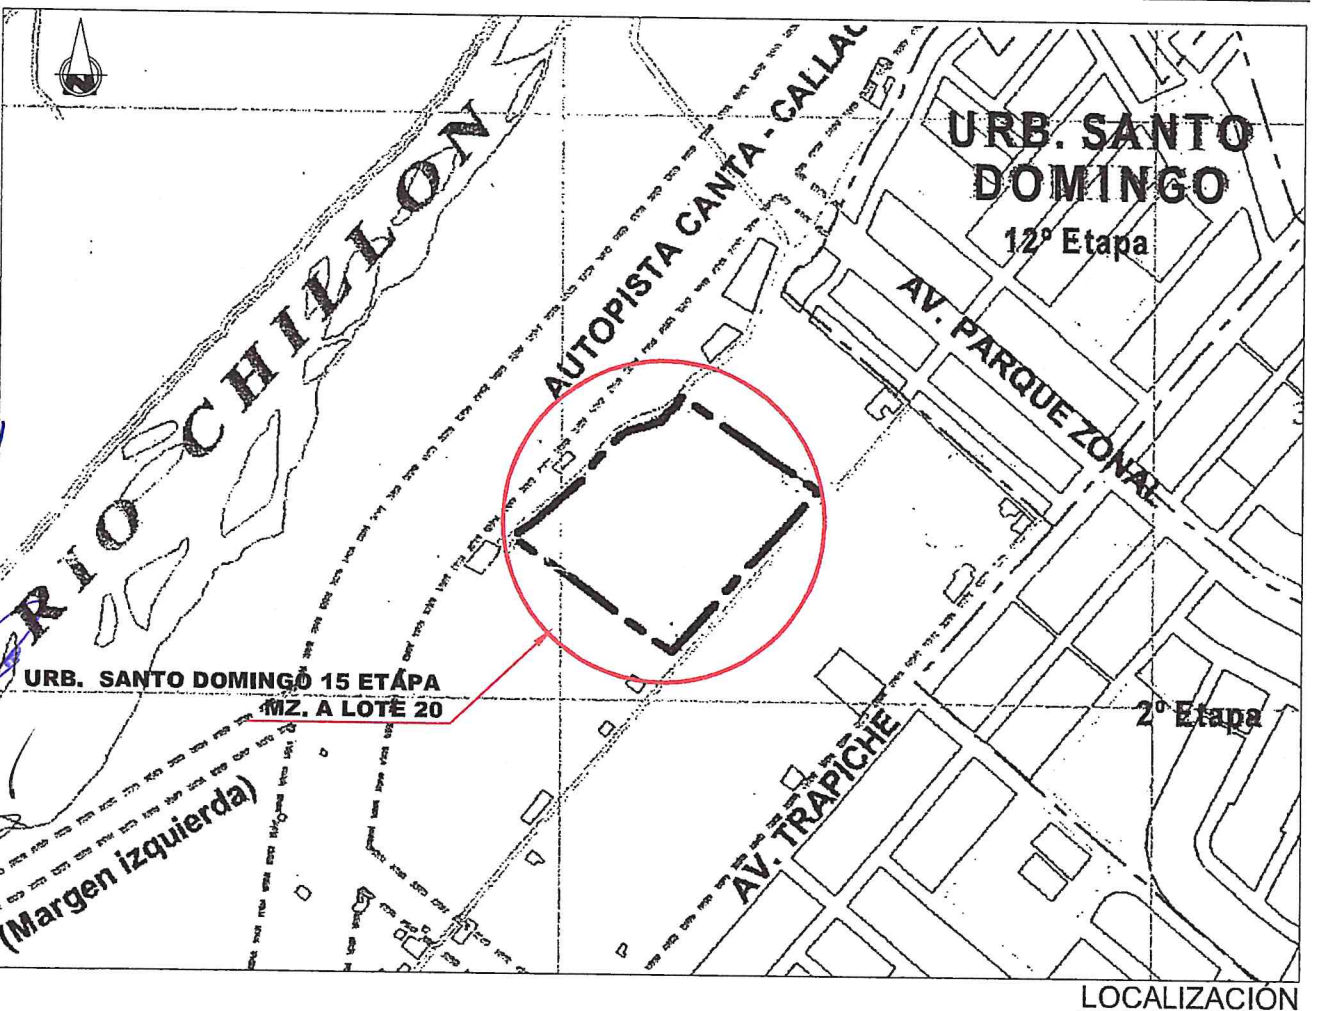 N
RIO CHILLON
AUTOPISTA CANTA - CALLAO
URB. SANTO
DOMINGO
12° Etapa
AV. PARQUE ZONAL
URB. SANTO DOMINGO 15 ETAPA
MZ. A LOTE 20
2° Etapa
AV. TRAPICHE
(Margen izquierda)
LOCALIZACIÓN